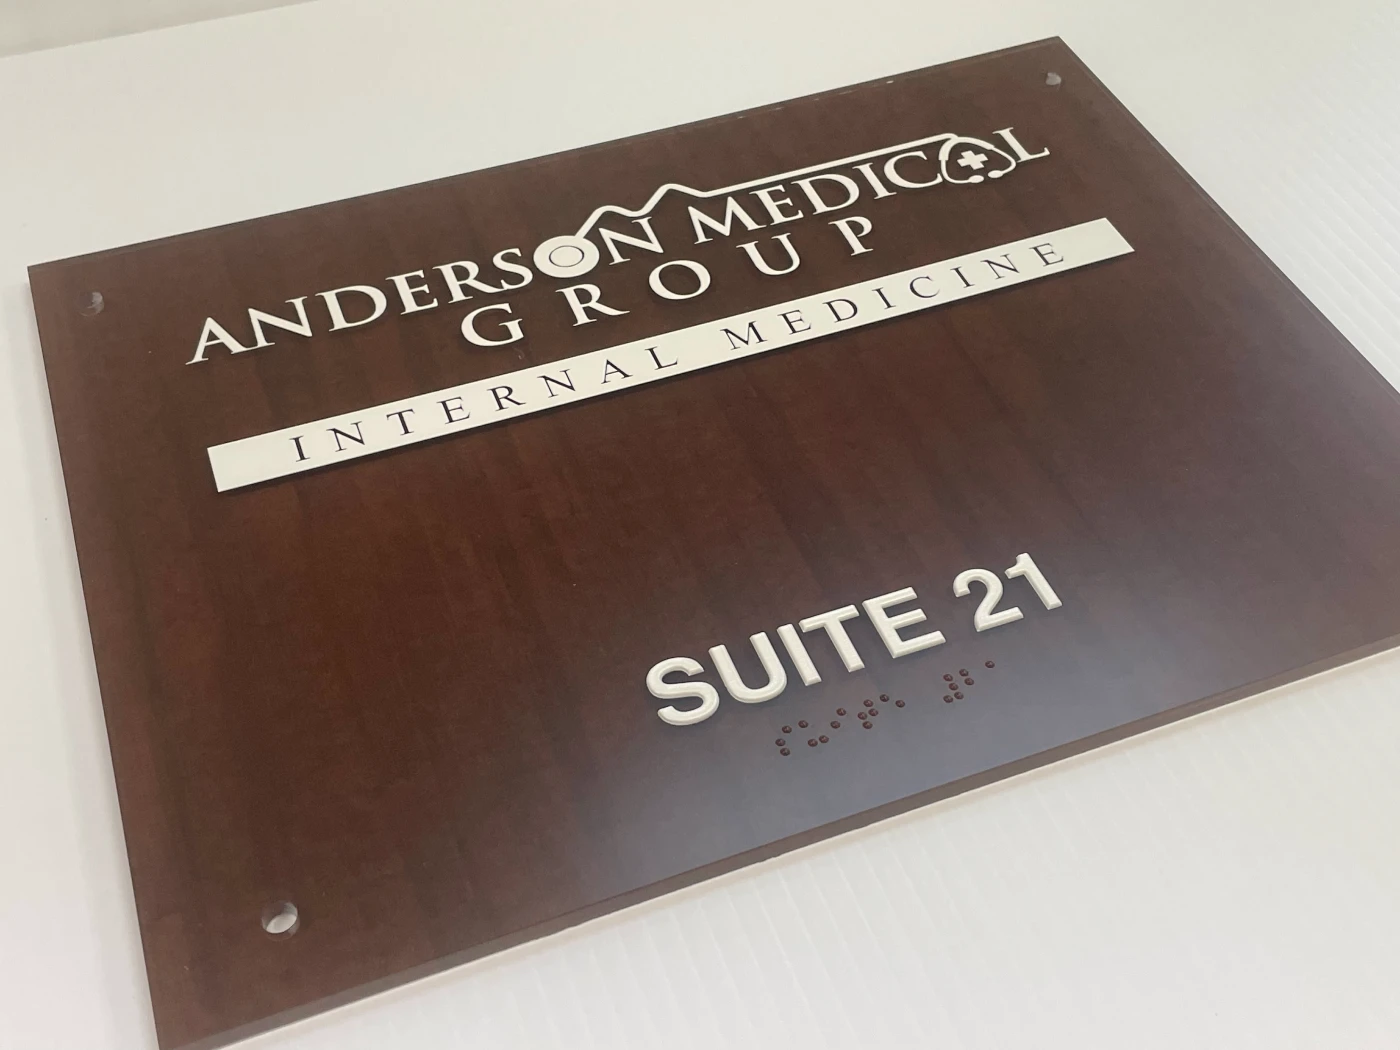 ANDERSON MEDICAL
GROUP
INTERNAL MEDICINE
SUITE 21